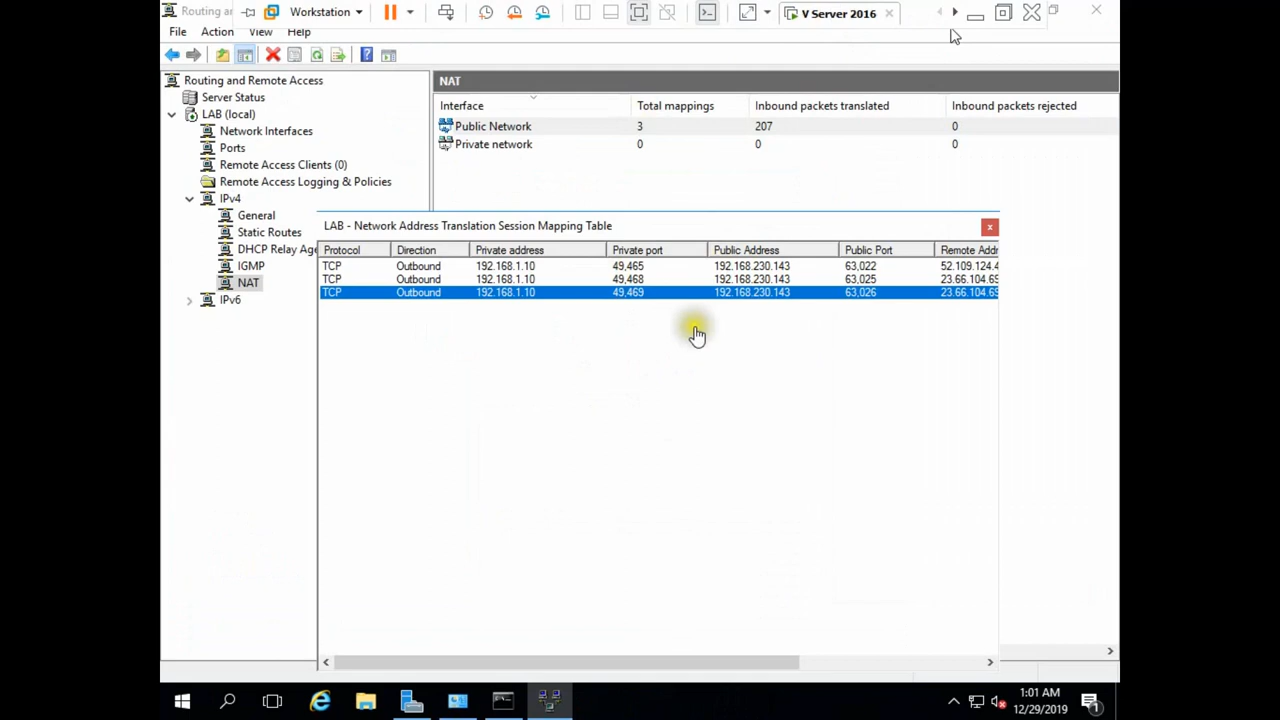 Routing ar
Workstation
V Server 2016
File Action View Help
Routing and Remote Access
Server Status
LAB (local)
Network Interfaces
Ports
Remote Access Clients (0)
Remote Access Logging & Policies
IPv4
General
Static Routes
DHCP Relay Age
IGMP
NAT
IPv6
NAT
Interface Total mappings Inbound packets translated Inbound packets rejected
Public Network 3 207 0
Private network 0 0 0
LAB - Network Address Translation Session Mapping Table
Protocol Direction Private address Private port Public Address Public Port Remote Addr
TCP Outbound 192.168.1.10 49,465 192.168.230.143 63,022 52.109.124.4
TCP Outbound 192.168.1.10 49,468 192.168.230.143 63,025 23.66.104.69
TCP Outbound 192.168.1.10 49,469 192.168.230.143 63,026 23.66.104.69
1:01 AM
12/29/2019
1